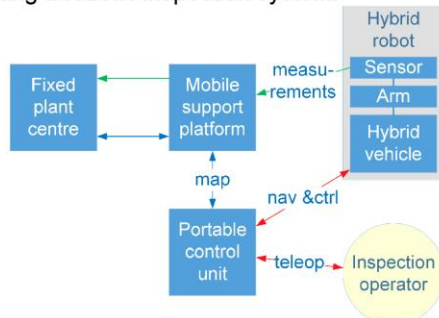 Hybrid
robot
Sensor
measu-
rements
Arm
Fixed
plant
centre
Mobile
support
platform
Hybrid
vehicle
map
nav &ctrl
Portable
control
unit
teleop
Inspection
operator